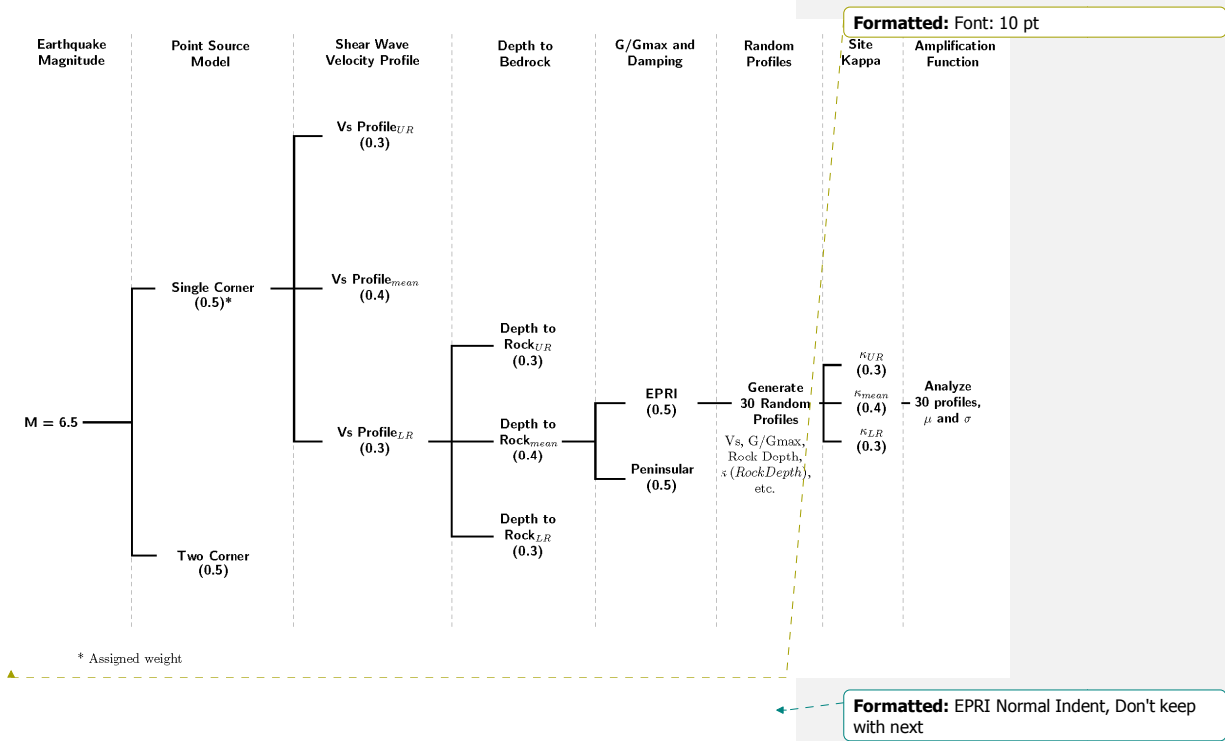 Formatted: Font: 10 pt
Earthquake
Magnitude
Point Source
Model
Shear Wave
Velocity Profile
Depth to
Bedrock
G/Gmax and
Damping
Random
Profiles
Site
Kappa
Amplification
Function
M = 6.5
Single Corner
(0.5)*
Two Corner
(0.5)
Vs Profile_UR
(0.3)
Vs Profile_mean
(0.4)
Vs Profile_LR
(0.3)
Depth to
Rock_UR
(0.3)
Depth to
Rock_mean
(0.4)
Depth to
Rock_LR
(0.3)
EPRI
(0.5)
Peninsular
(0.5)
Generate
30 Random
Profiles
Vs, G/Gmax,
Rock Depth,
κ (RockDepth),
etc.
κ_UR
(0.3)
κ_mean
(0.4)
κ_LR
(0.3)
Analyze
30 profiles,
μ and σ
* Assigned weight
Formatted: EPRI Normal Indent, Don't keep
with next